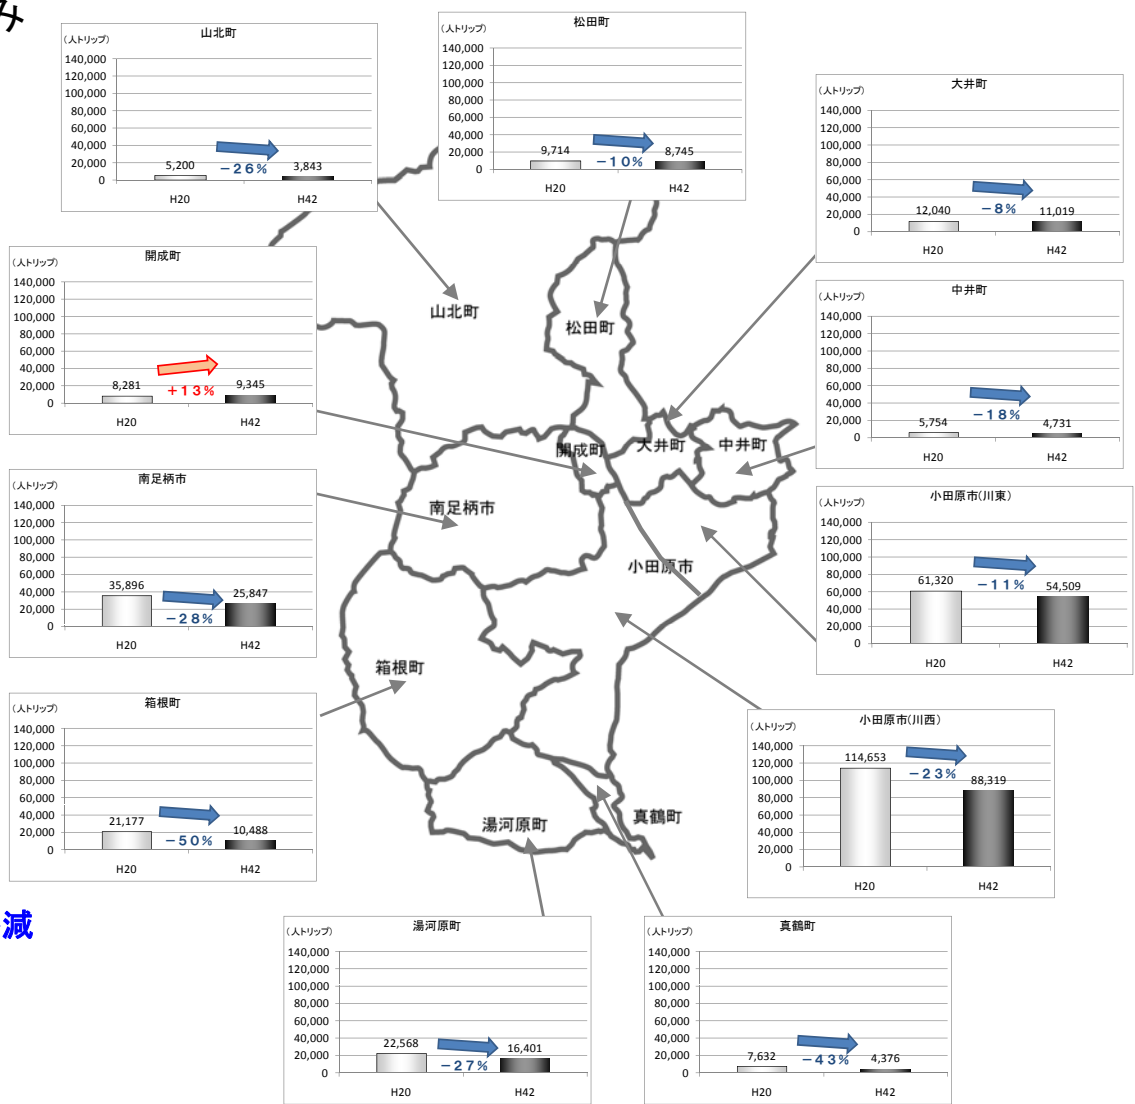 み
山北町
(人トリップ)
140,000
120,000
100,000
80,000
60,000
40,000
20,000
0
5,200
3,843
−26%
H20
H42
松田町
(人トリップ)
140,000
120,000
100,000
80,000
60,000
40,000
20,000
0
9,714
8,745
−10%
H20
H42
大井町
(人トリップ)
140,000
120,000
100,000
80,000
60,000
40,000
20,000
0
12,040
11,019
−8%
H20
H42
開成町
(人トリップ)
140,000
120,000
100,000
80,000
60,000
40,000
20,000
0
8,281
9,345
+13%
H20
H42
中井町
(人トリップ)
140,000
120,000
100,000
80,000
60,000
40,000
20,000
0
5,754
4,731
−18%
H20
H42
山北町
松田町
開成町
大井町
中井町
南足柄市
小田原市
箱根町
湯河原町
真鶴町
南足柄市
(人トリップ)
140,000
120,000
100,000
80,000
60,000
40,000
20,000
0
35,896
25,847
−28%
H20
H42
小田原市(川東)
(人トリップ)
140,000
120,000
100,000
80,000
60,000
40,000
20,000
0
61,320
54,509
−11%
H20
H42
箱根町
(人トリップ)
140,000
120,000
100,000
80,000
60,000
40,000
20,000
0
21,177
10,488
−50%
H20
H42
小田原市(川西)
(人トリップ)
140,000
120,000
100,000
80,000
60,000
40,000
20,000
0
114,653
88,319
−23%
H20
H42
減
湯河原町
(人トリップ)
140,000
120,000
100,000
80,000
60,000
40,000
20,000
0
22,568
16,401
−27%
H20
H42
真鶴町
(人トリップ)
140,000
120,000
100,000
80,000
60,000
40,000
20,000
0
7,632
4,376
−43%
H20
H42